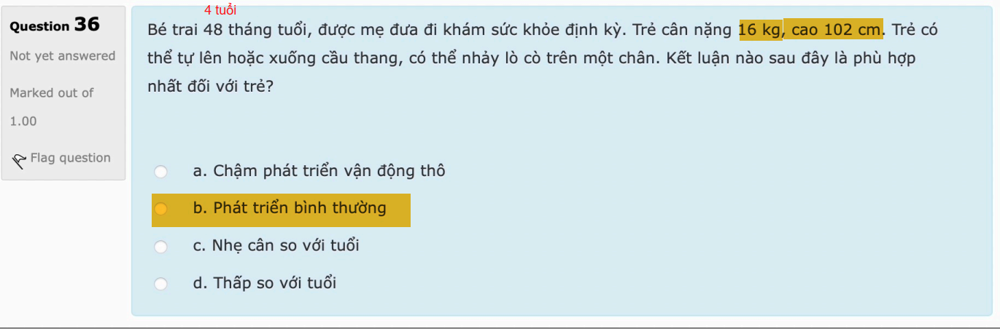 4 tuổi
Question 36
Not yet answered
Marked out of
1.00
Flag question
Bé trai 48 tháng tuổi, được mẹ đưa đi khám sức khỏe định kỳ. Trẻ cân nặng 16 kg, cao 102 cm. Trẻ có
thể tự lên hoặc xuống cầu thang, có thể nhảy lò cò trên một chân. Kết luận nào sau đây là phù hợp
nhất đối với trẻ?
a. Chậm phát triển vận động thô
b. Phát triển bình thường
c. Nhẹ cân so với tuổi
d. Thấp so với tuổi